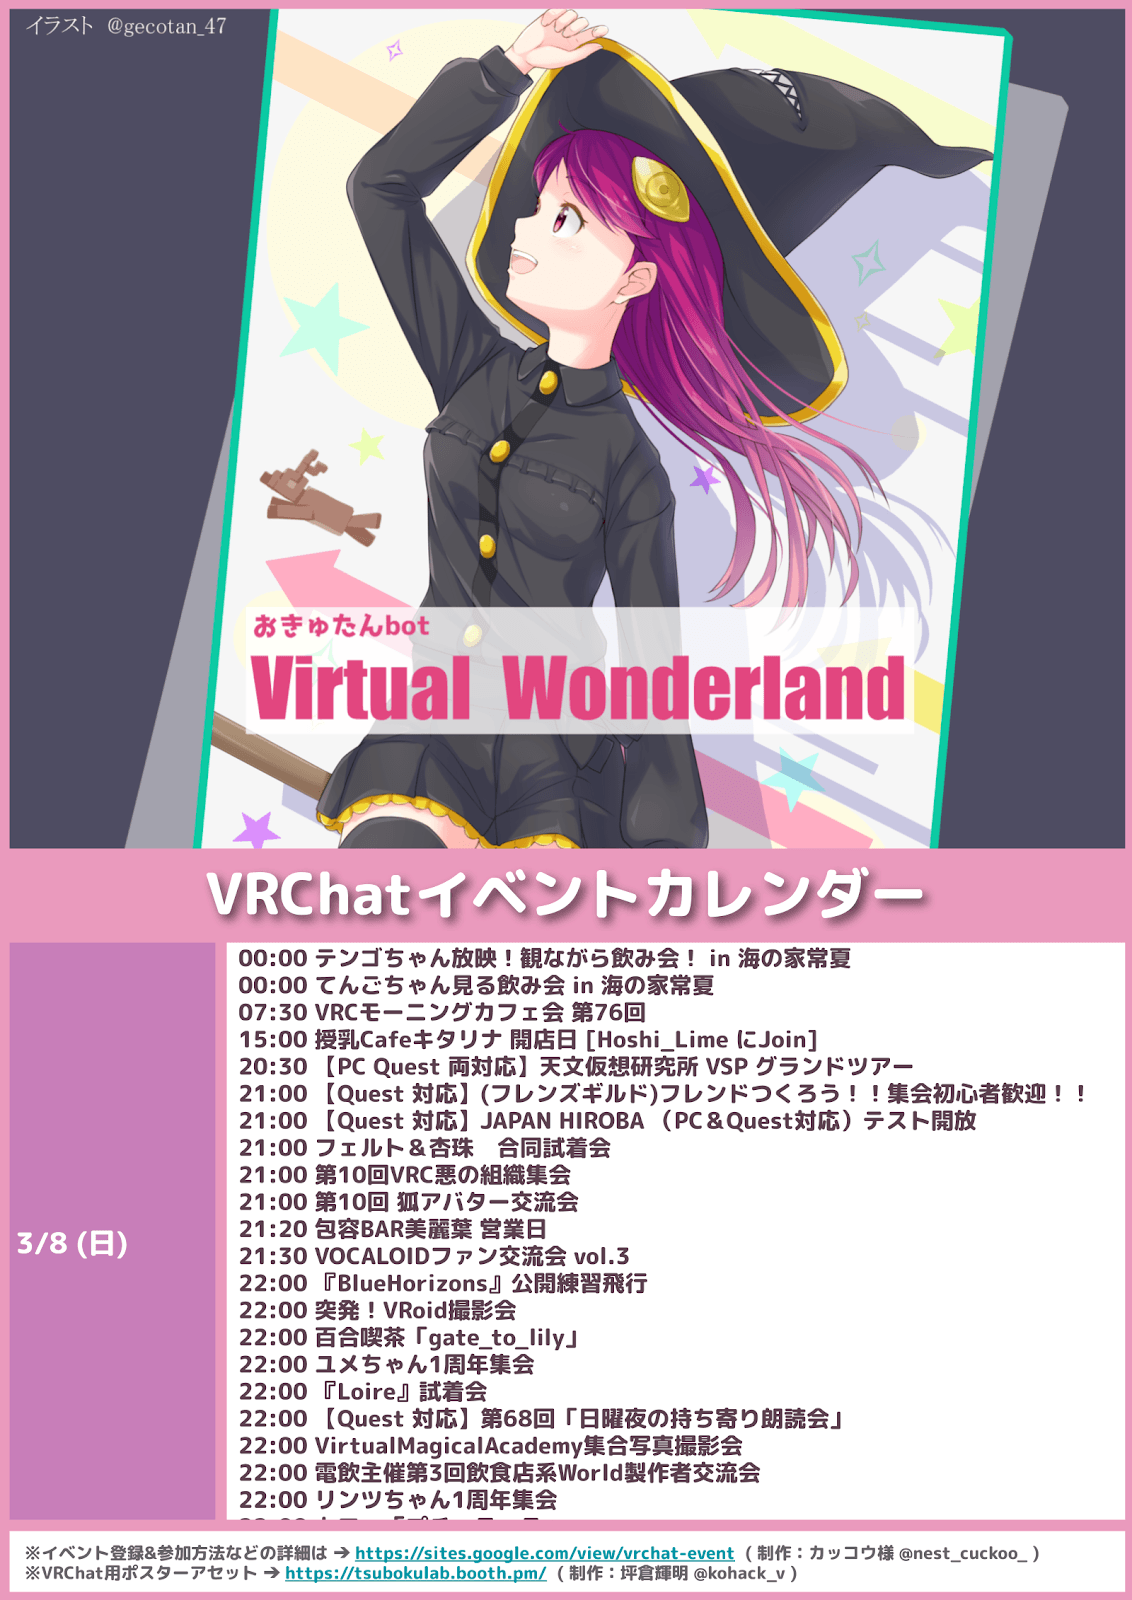 イラスト @gecotan_47
おきゅたんbot
Virtual Wonderland
VRChatイベントカレンダー
3/8 (日)
00:00 テンゴちゃん放映！観ながら飲み会！ in 海の家常夏
00:00 てんごちゃん見る飲み会 in 海の家常夏
07:30 VRCモーニングカフェ会 第76回
15:00 授乳Cafeキタリナ 開店日 [Hoshi_Lime にJoin]
20:30 【PC Quest 両対応】天文仮想研究所 VSP グランドツアー
21:00 【Quest 対応】(フレンズギルド)フレンドつくろう！！集会初心者歓迎！！
21:00 【Quest 対応】JAPAN HIROBA （PC＆Quest対応）テスト開放
21:00 フェルト＆杏珠　合同試着会
21:00 第10回VRC悪の組織集会
21:00 第10回 狐アバター交流会
21:20 包容BAR美麗葉 営業日
21:30 VOCALOIDファン交流会 vol.3
22:00 『BlueHorizons』公開練習飛行
22:00 突発！VRoid撮影会
22:00 百合喫茶「gate_to_lily」
22:00 ユメちゃん1周年集会
22:00 『Loire』試着会
22:00 【Quest 対応】第68回「日曜夜の持ち寄り朗読会」
22:00 VirtualMagicalAcademy集合写真撮影会
22:00 電飲主催第3回飲食店系World製作者交流会
22:00 リンツちゃん1周年集会
※イベント登録&参加方法などの詳細は → https://sites.google.com/view/vrchat-event ( 制作：カッコウ様 @nest_cuckoo_ )
※VRChat用ポスターアセット → https://tsubokulab.booth.pm/ ( 制作：坪倉輝明 @kohack_v )